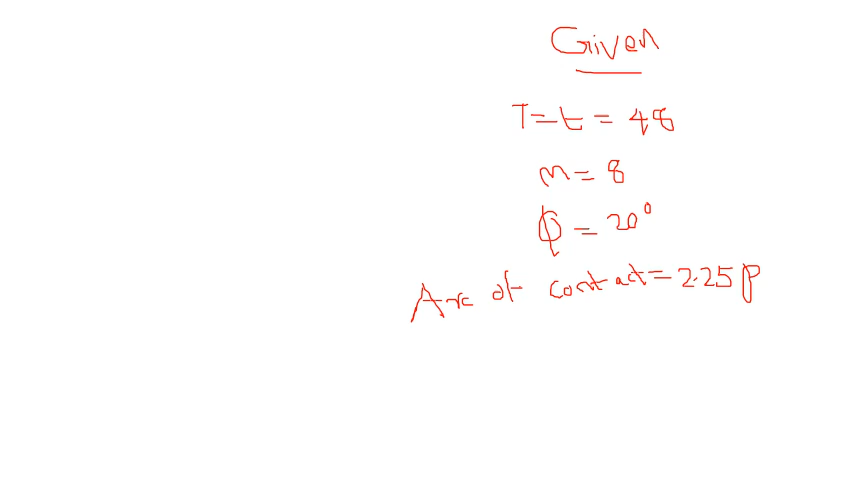 Given
T = t = 48
m = 8
φ = 20°
Arc of contact = 2.25 p